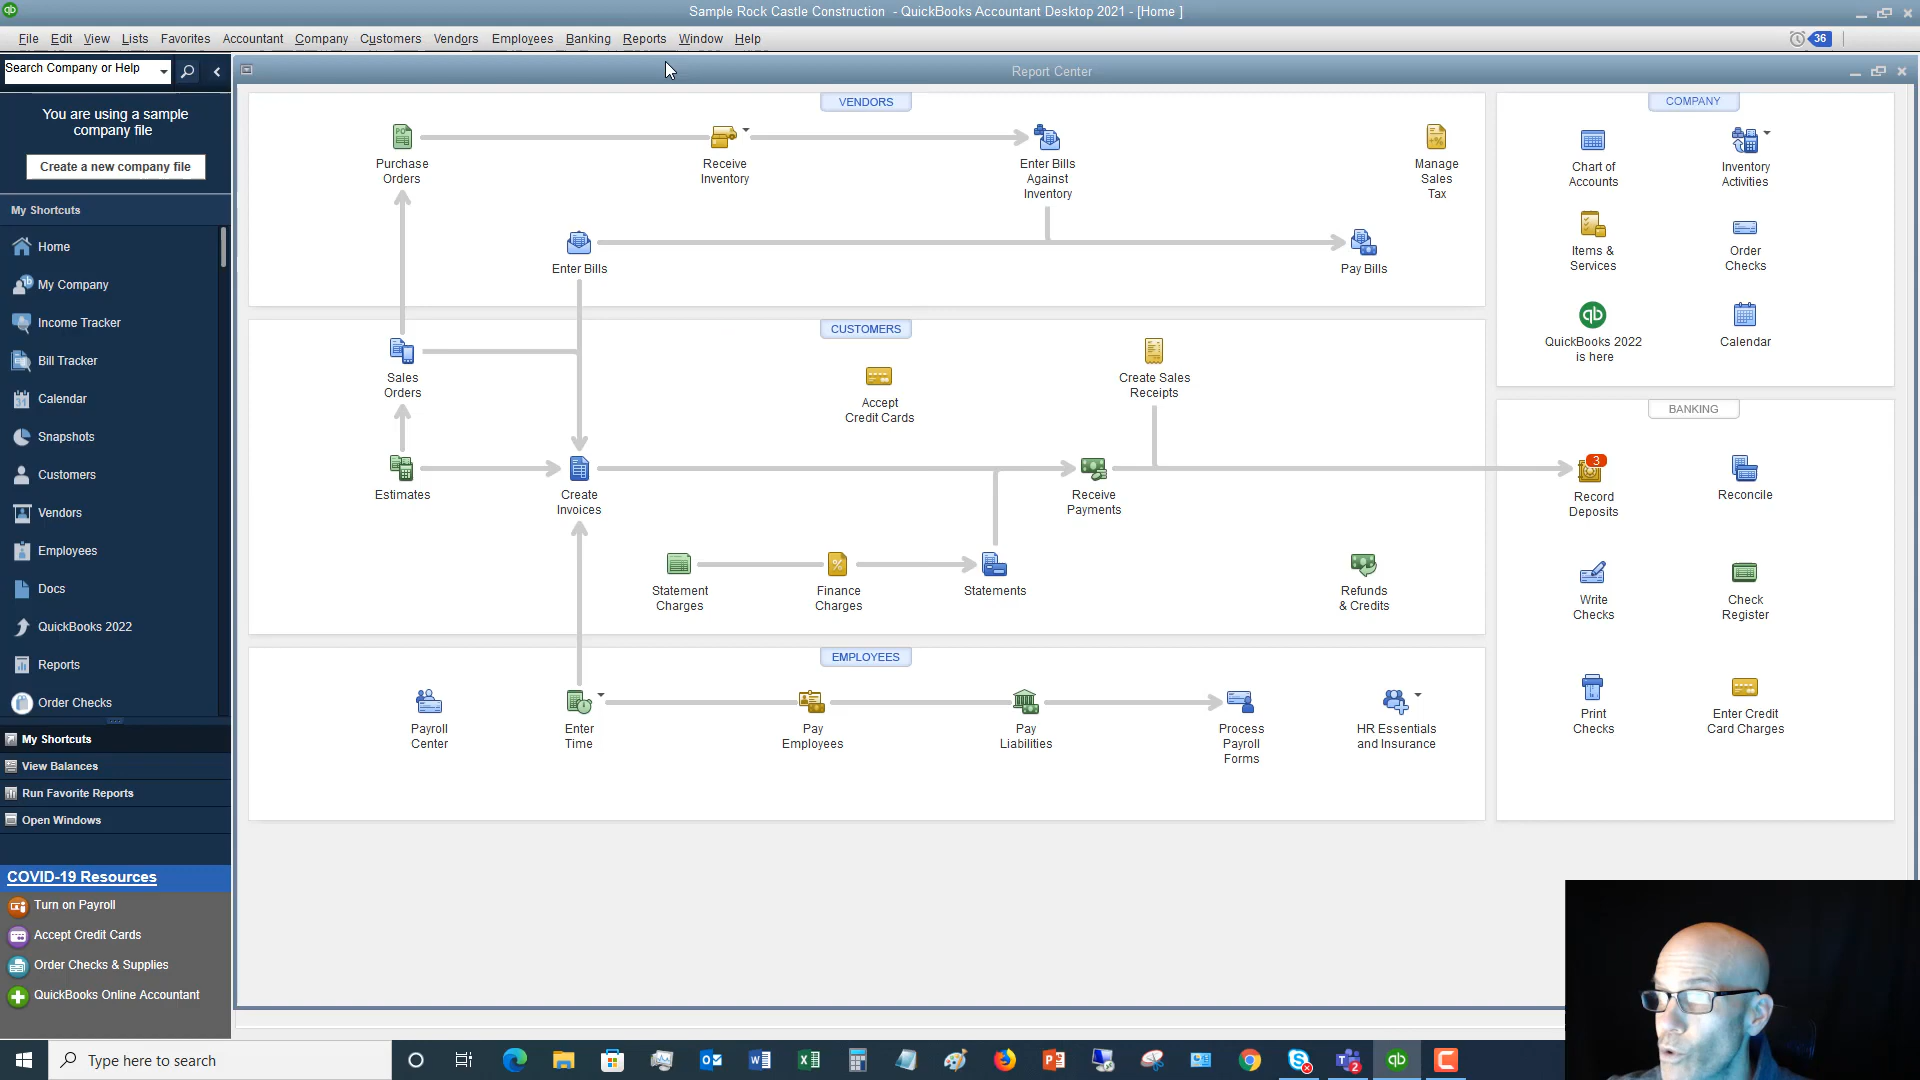 Sample Rock Castle Construction - QuickBooks Accountant Desktop 2021 - [Home ]
File Edit View Lists Favorites Accountant Company Customers Vendors Employees Banking Reports Window Help
36
Search Company or Help
Report Center
You are using a sample
company file
Create a new company file
My Shortcuts
Home
My Company
Income Tracker
Bill Tracker
31
Calendar
Snapshots
Customers
Vendors
Employees
Docs
QuickBooks 2022
Reports
Order Checks
My Shortcuts
View Balances
Run Favorite Reports
Open Windows
COVID-19 Resources
Turn on Payroll
Accept Credit Cards
Order Checks & Supplies
QuickBooks Online Accountant
VENDORS
PO
Purchase
Orders
Receive
Inventory
Enter Bills
Against
Inventory
Manage
Sales
Tax
Enter Bills
Pay Bills
CUSTOMERS
Sales
Orders
Accept
Credit Cards
Create Sales
Receipts
Estimates
Create
Invoices
Receive
Payments
Statement
Charges
Finance
Charges
Statements
Refunds
& Credits
EMPLOYEES
Payroll
Center
Enter
Time
Pay
Employees
Pay
Liabilities
Process
Payroll
Forms
HR Essentials
and Insurance
COMPANY
Chart of
Accounts
Inventory
Activities
Items &
Services
Order
Checks
qb
QuickBooks 2022
is here
Calendar
BANKING
3
Record
Deposits
Reconcile
Write
Checks
Check
Register
Print
Checks
Enter Credit
Card Charges
Type here to search
2
qb